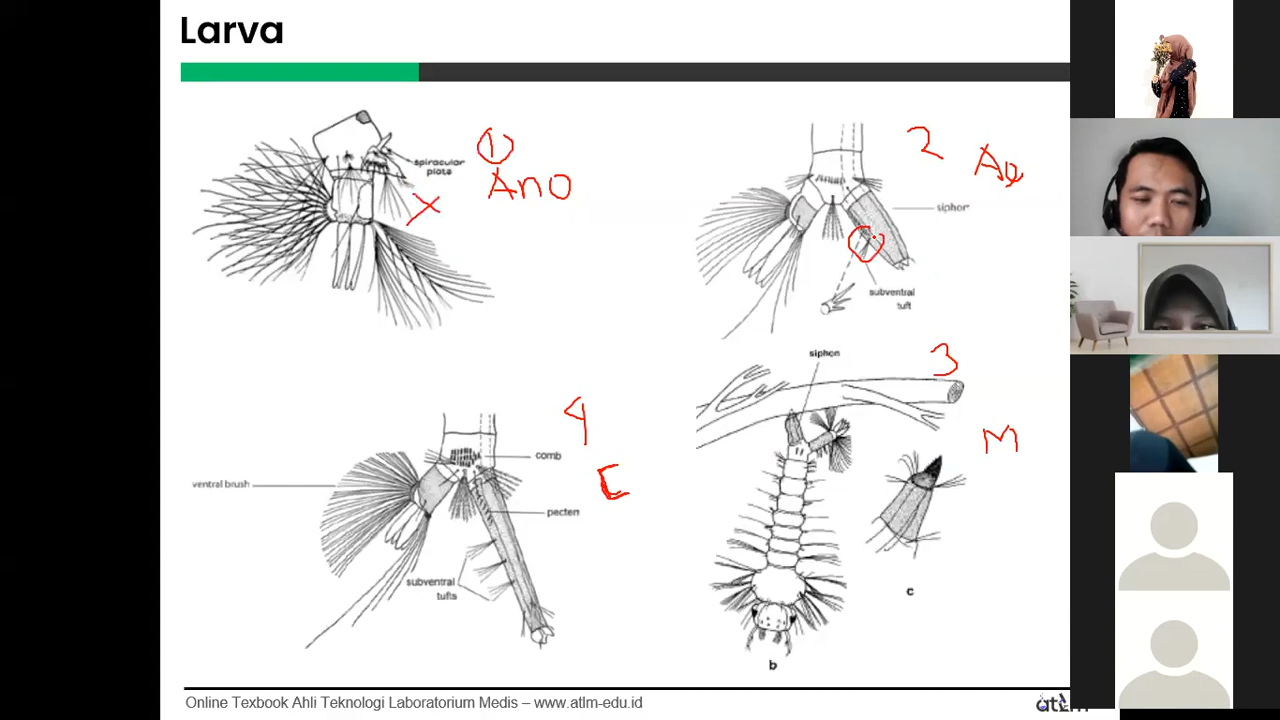 Larva
spiracular
plate
①
Ano
X
2
Ae
siphon
subventral
tuft
siphon
3
M
c
b
4
C
comb
ventral brush
pecten
subventral
tufts
Online Texbook Ahli Teknologi Laboratorium Medis – www.atlm-edu.id
atlm